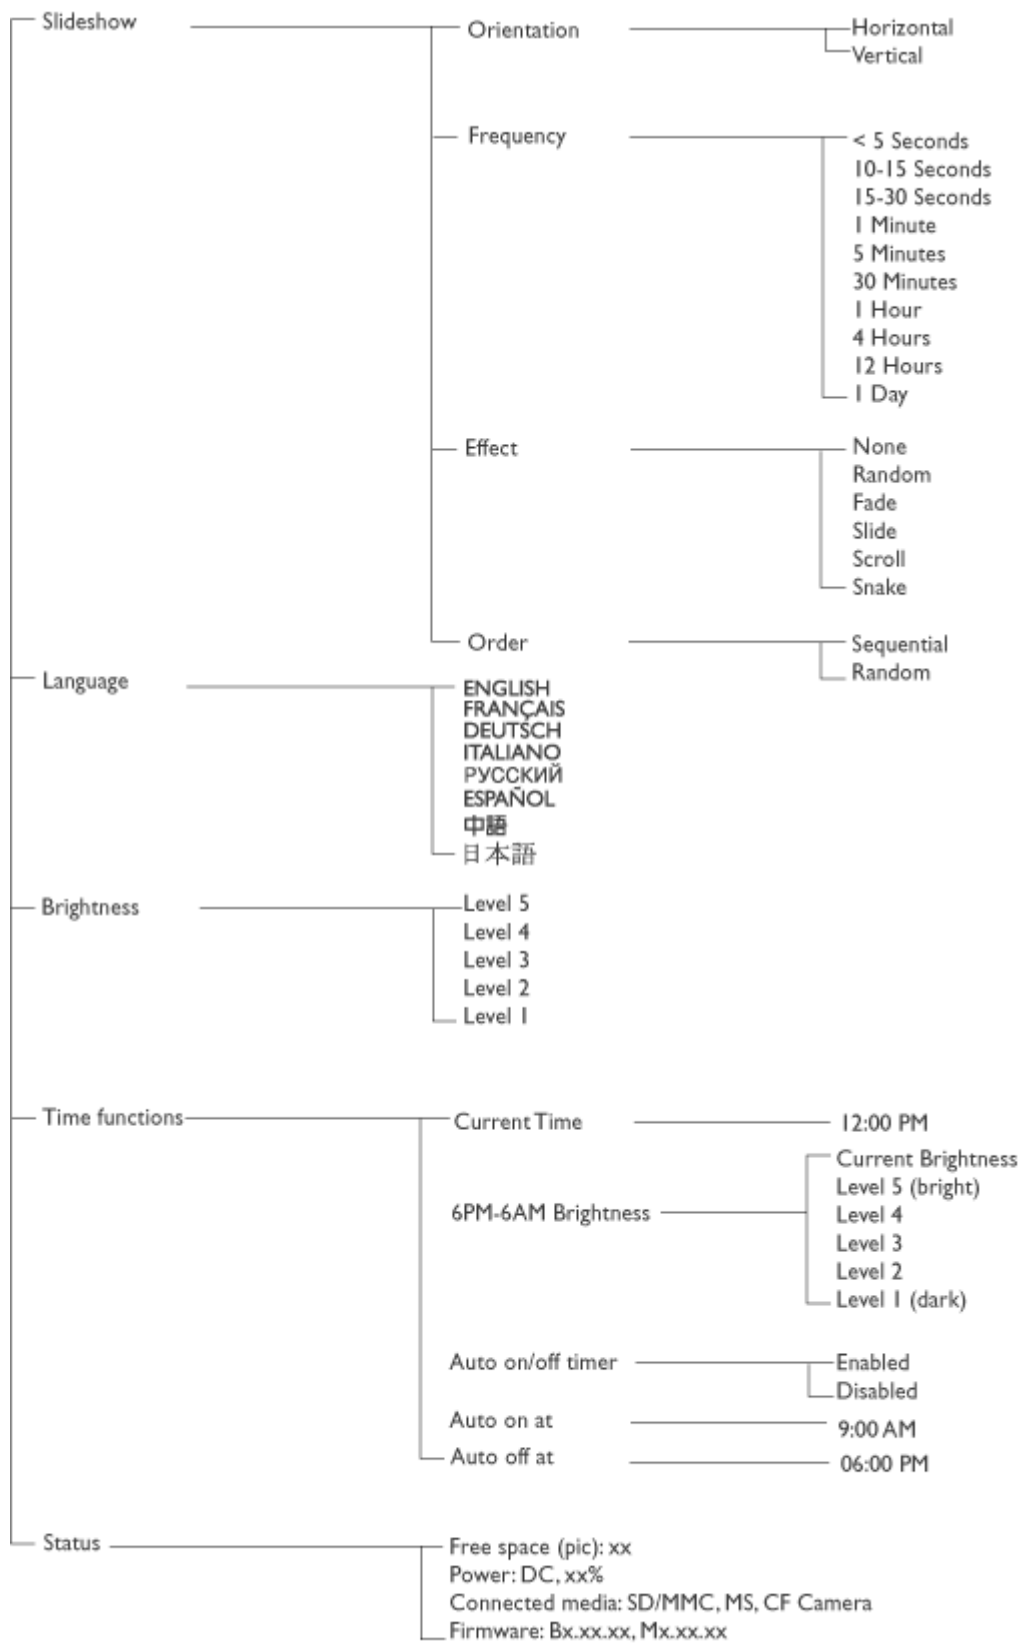 Slideshow
Orientation
Horizontal
Vertical
Frequency
< 5 Seconds
10-15 Seconds
15-30 Seconds
1 Minute
5 Minutes
30 Minutes
1 Hour
4 Hours
12 Hours
1 Day
Effect
None
Random
Fade
Slide
Scroll
Snake
Order
Sequential
Random
Language
ENGLISH
FRANÇAIS
DEUTSCH
ITALIANO
РУССКИЙ
ESPAÑOL
中語
日本語
Brightness
Level 5
Level 4
Level 3
Level 2
Level 1
Time functions
Current Time
12:00 PM
6PM-6AM Brightness
Current Brightness
Level 5 (bright)
Level 4
Level 3
Level 2
Level 1 (dark)
Auto on/off timer
Enabled
Disabled
Auto on at
9:00 AM
Auto off at
06:00 PM
Status
Free space (pic): xx
Power: DC, xx%
Connected media: SD/MMC, MS, CF Camera
Firmware: Bx.xx.xx, Mx.xx.xx